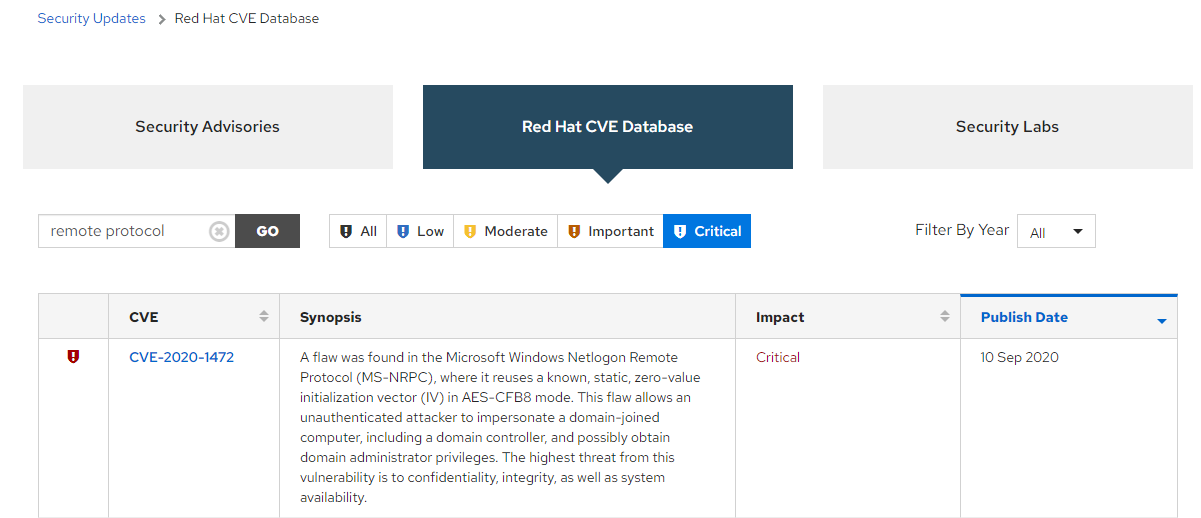 Security Updates > Red Hat CVE Database
Security Advisories
Red Hat CVE Database
Security Labs
remote protocol
GO
All
Low
Moderate
Important
Critical
Filter By Year
All
CVE
Synopsis
Impact
Publish Date
CVE-2020-1472
A flaw was found in the Microsoft Windows Netlogon Remote
Protocol (MS-NRPC), where it reuses a known, static, zero-value
initialization vector (IV) in AES-CFB8 mode. This flaw allows an
unauthenticated attacker to impersonate a domain-joined
computer, including a domain controller, and possibly obtain
domain administrator privileges. The highest threat from this
vulnerability is to confidentiality, integrity, as well as system
availability.
Critical
10 Sep 2020